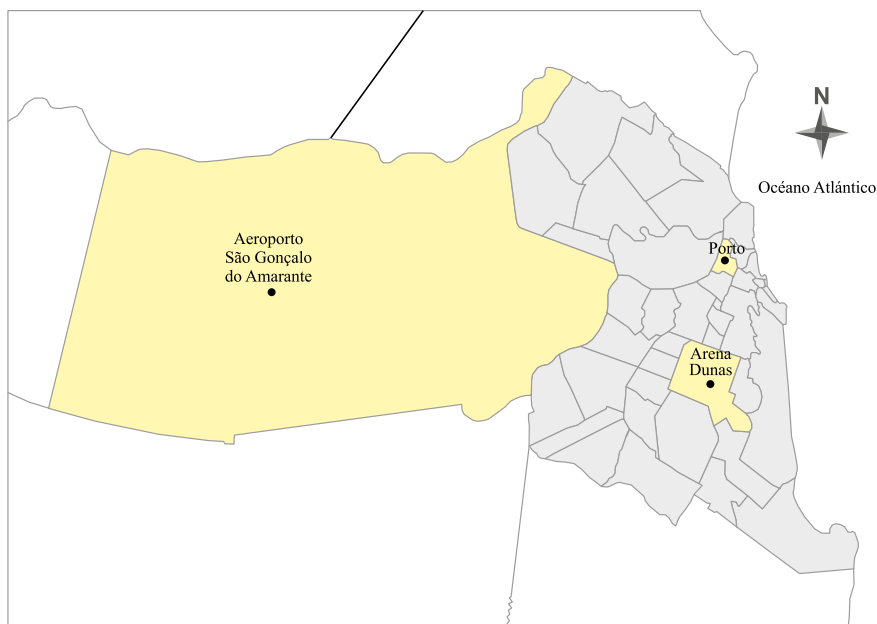 N
Océano Atlántico
Porto
Aeroporto
São Gonçalo
do Amarante
Arena
Dunas